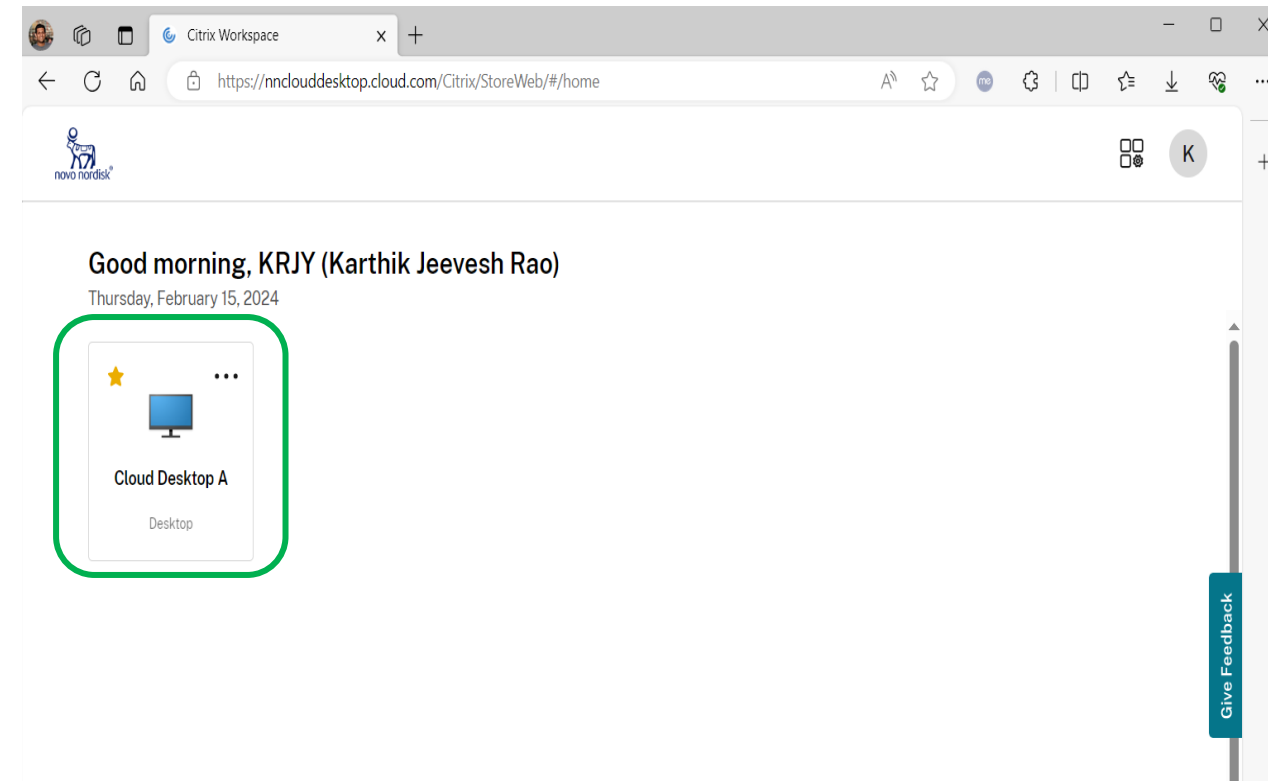 Citrix Workspace
https://nnclouddesktop.cloud.com/Citrix/StoreWeb/#/home
me
novo nordisk®
K
Good morning, KRJY (Karthik Jeevesh Rao)
Thursday, February 15, 2024
Cloud Desktop A
Desktop
Give Feedback